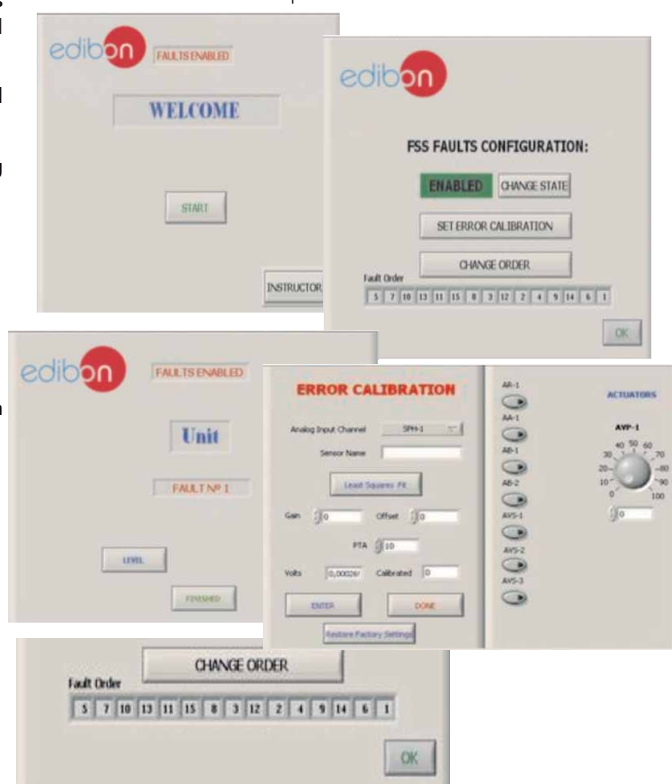 edibon
FAULTS ENABLED
WELCOME
START
INSTRUCTOR
edibon
FSS FAULTS CONFIGURATION:
ENABLED CHANGE STATE
SET ERROR CALIBRATION
CHANGE ORDER
Fault Order
5 7 10 13 11 15 8 3 12 2 4 9 14 6 1
OK
edibon
FAULTS ENABLED
Unit
FAULT Nº 1
LEVEL
FINISHED
ERROR CALIBRATION
Analog Input Channel SPH-1
Sensor Name
Least Squares Fit
Gain 0 Offset 0
PTA 10
Volts Calibrated 0
ENTER DONE
Restore Factory Settings
AR-1
AA-1
AB-1
AB-2
AVS-1
AVS-2
AVS-3
ACTUATORS
AVP-1
0 10 20 30 40 50 60 70 80 90 100
0
CHANGE ORDER
Fault Order
5 7 10 13 11 15 8 3 12 2 4 9 14 6 1
OK